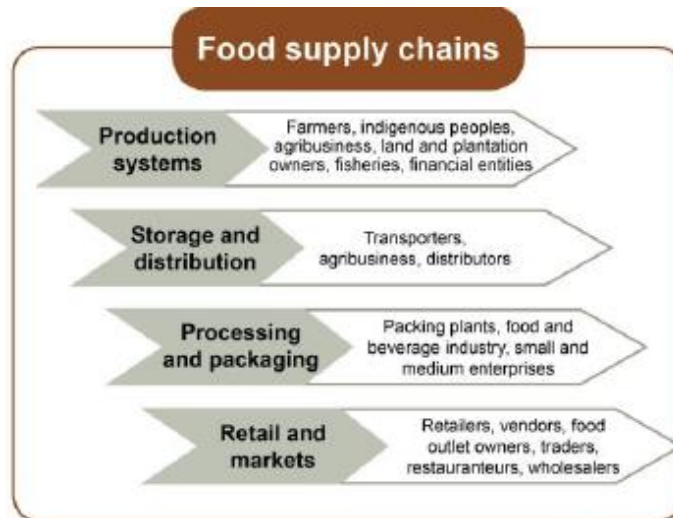 Food supply chains
Production
systems
Farmers, indigenous peoples,
agribusiness, land and plantation
owners, fisheries, financial entities
Storage and
distribution
Transporters,
agribusiness, distributors
Processing
and packaging
Packing plants, food and
beverage industry, small and
medium enterprises
Retail and
markets
Retailers, vendors, food
outlet owners, traders,
restauranteurs, wholesalers